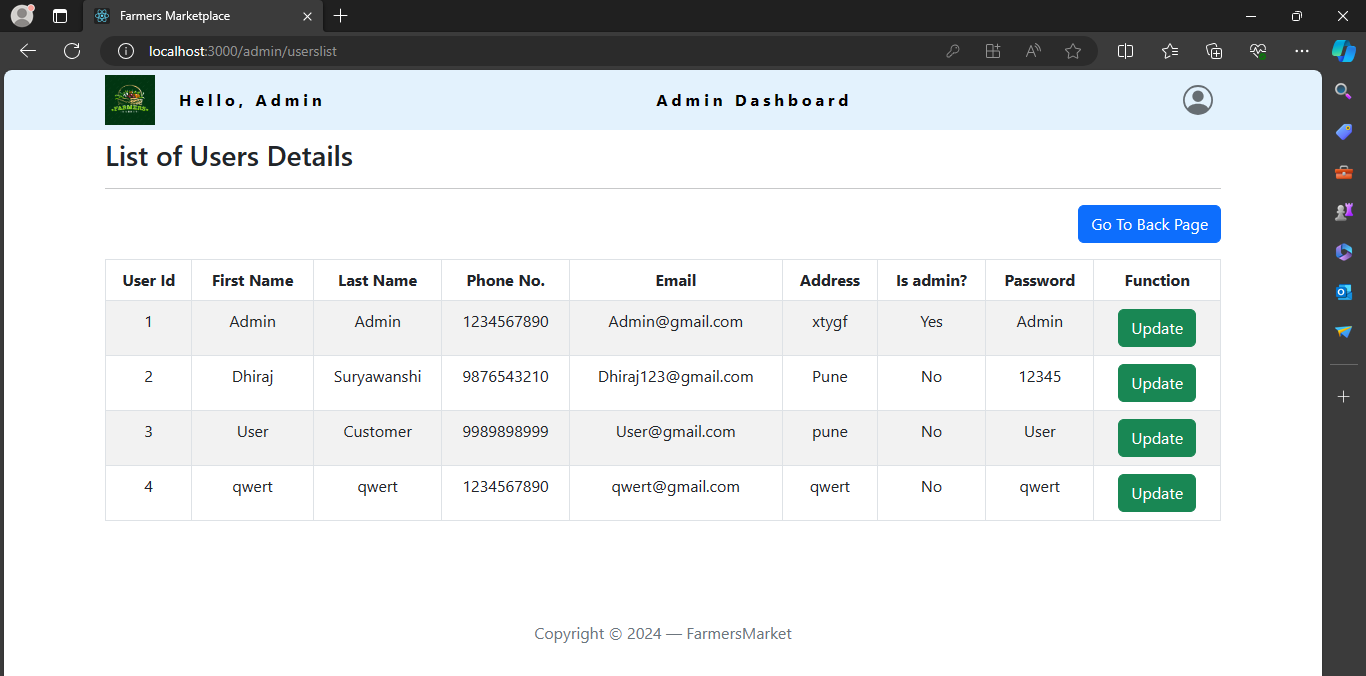 Farmers Marketplace
localhost:3000/admin/userslist
FARMERS
Hello, Admin
Admin Dashboard
List of Users Details
Go To Back Page
User Id First Name Last Name Phone No. Email Address Is admin? Password Function
1 Admin Admin 1234567890 Admin@gmail.com xtygf Yes Admin Update
2 Dhiraj Suryawanshi 9876543210 Dhiraj123@gmail.com Pune No 12345 Update
3 User Customer 9989898999 User@gmail.com pune No User Update
4 qwert qwert 1234567890 qwert@gmail.com qwert No qwert Update
Copyright © 2024 — FarmersMarket